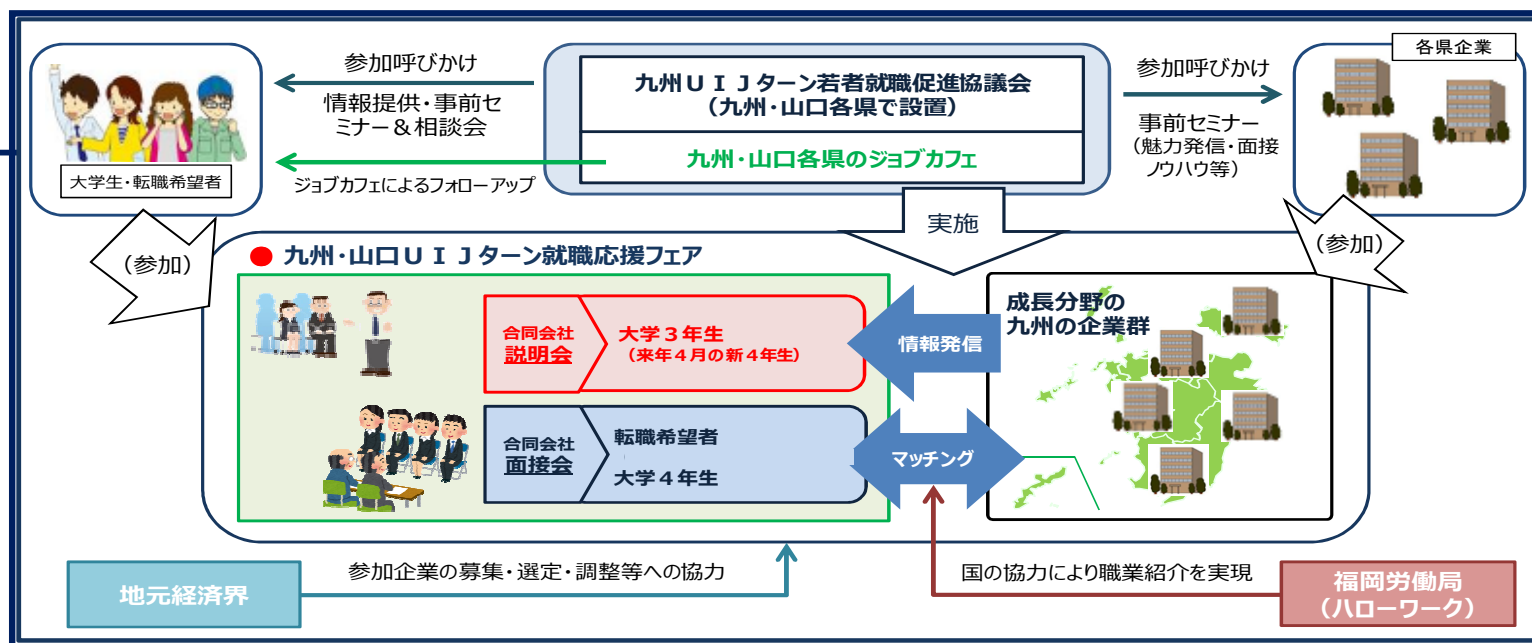 各県企業
参加呼びかけ
情報提供・事前セ
ミナー＆相談会
九州ＵＩＪターン若者就職促進協議会
（九州・山口各県で設置）
九州・山口各県のジョブカフェ
参加呼びかけ
事前セミナー
（魅力発信・面接
ノウハウ等）
大学生・転職希望者
ジョブカフェによるフォローアップ
実施
（参加）
（参加）
● 九州・山口ＵＩＪターン就職応援フェア
合同会社
説明会
大学３年生
（来年４月の新４年生）
情報発信
成長分野の
九州の企業群
合同会社
面接会
転職希望者
大学４年生
マッチング
地元経済界
参加企業の募集・選定・調整等への協力
国の協力により職業紹介を実現
福岡労働局
（ハローワーク）